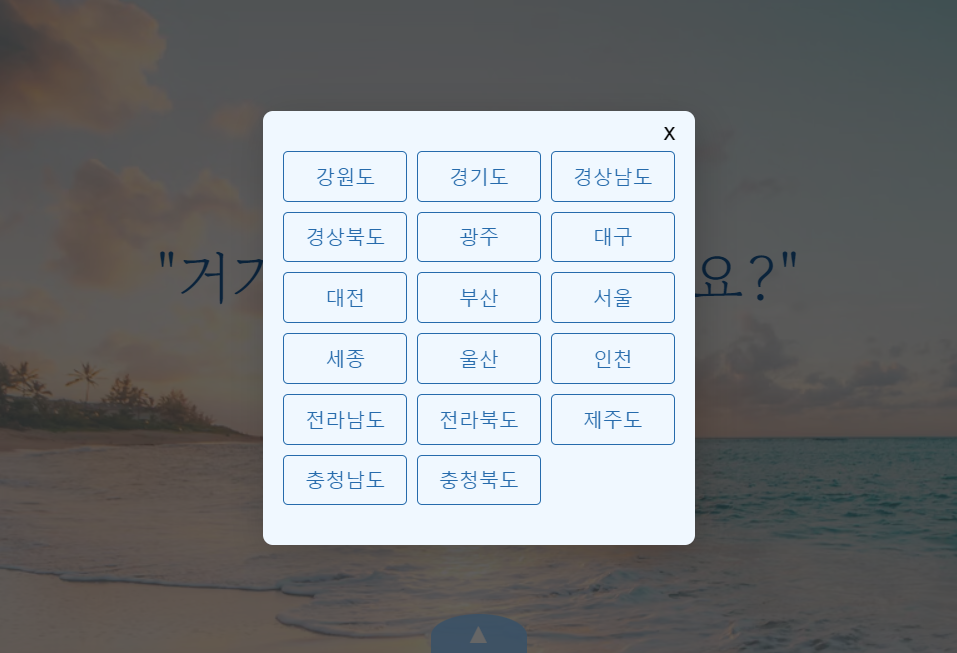 X
강원도 경기도 경상남도
경상북도 광주 대구
"거기 요?"
대전 부산 서울
세종 울산 인천
전라남도 전라북도 제주도
충청남도 충청북도
▲